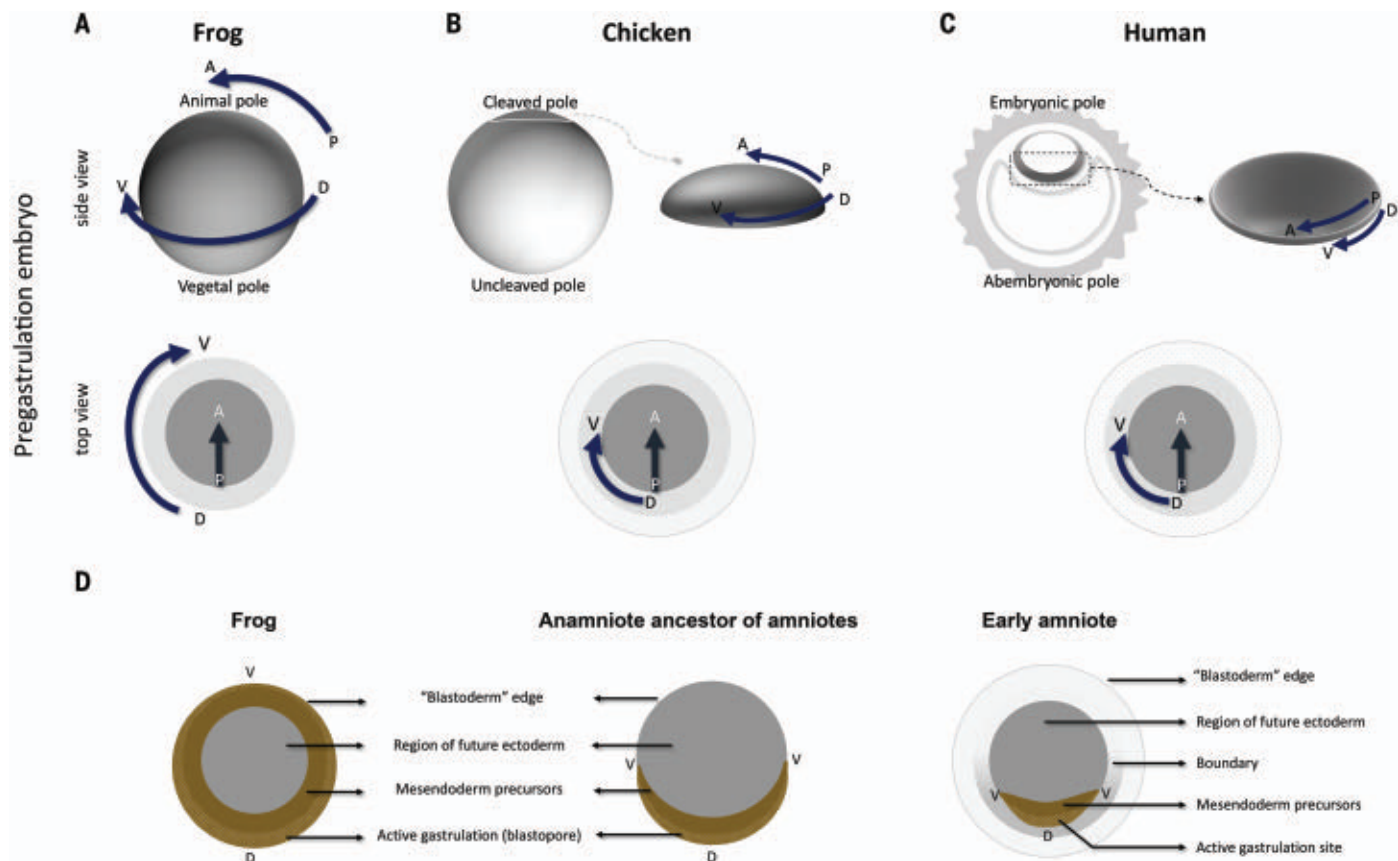 A
Frog
B
Chicken
C
Human
Pregastrulation embryo
side view
A
Animal pole
P
V
D
Vegetal pole
Cleaved pole
A
P
D
V
Uncleaved pole
Embryonic pole
P
D
A
V
Abembryonic pole
top view
V
A
P
D
V
A
P
D
V
A
P
D
D
Frog
Anamniote ancestor of amniotes
Early amniote
V
D
"Blastoderm" edge
Region of future ectoderm
Mesendoderm precursors
Active gastrulation (blastopore)
V
V
D
V
V
D
"Blastoderm" edge
Region of future ectoderm
Boundary
Mesendoderm precursors
Active gastrulation site